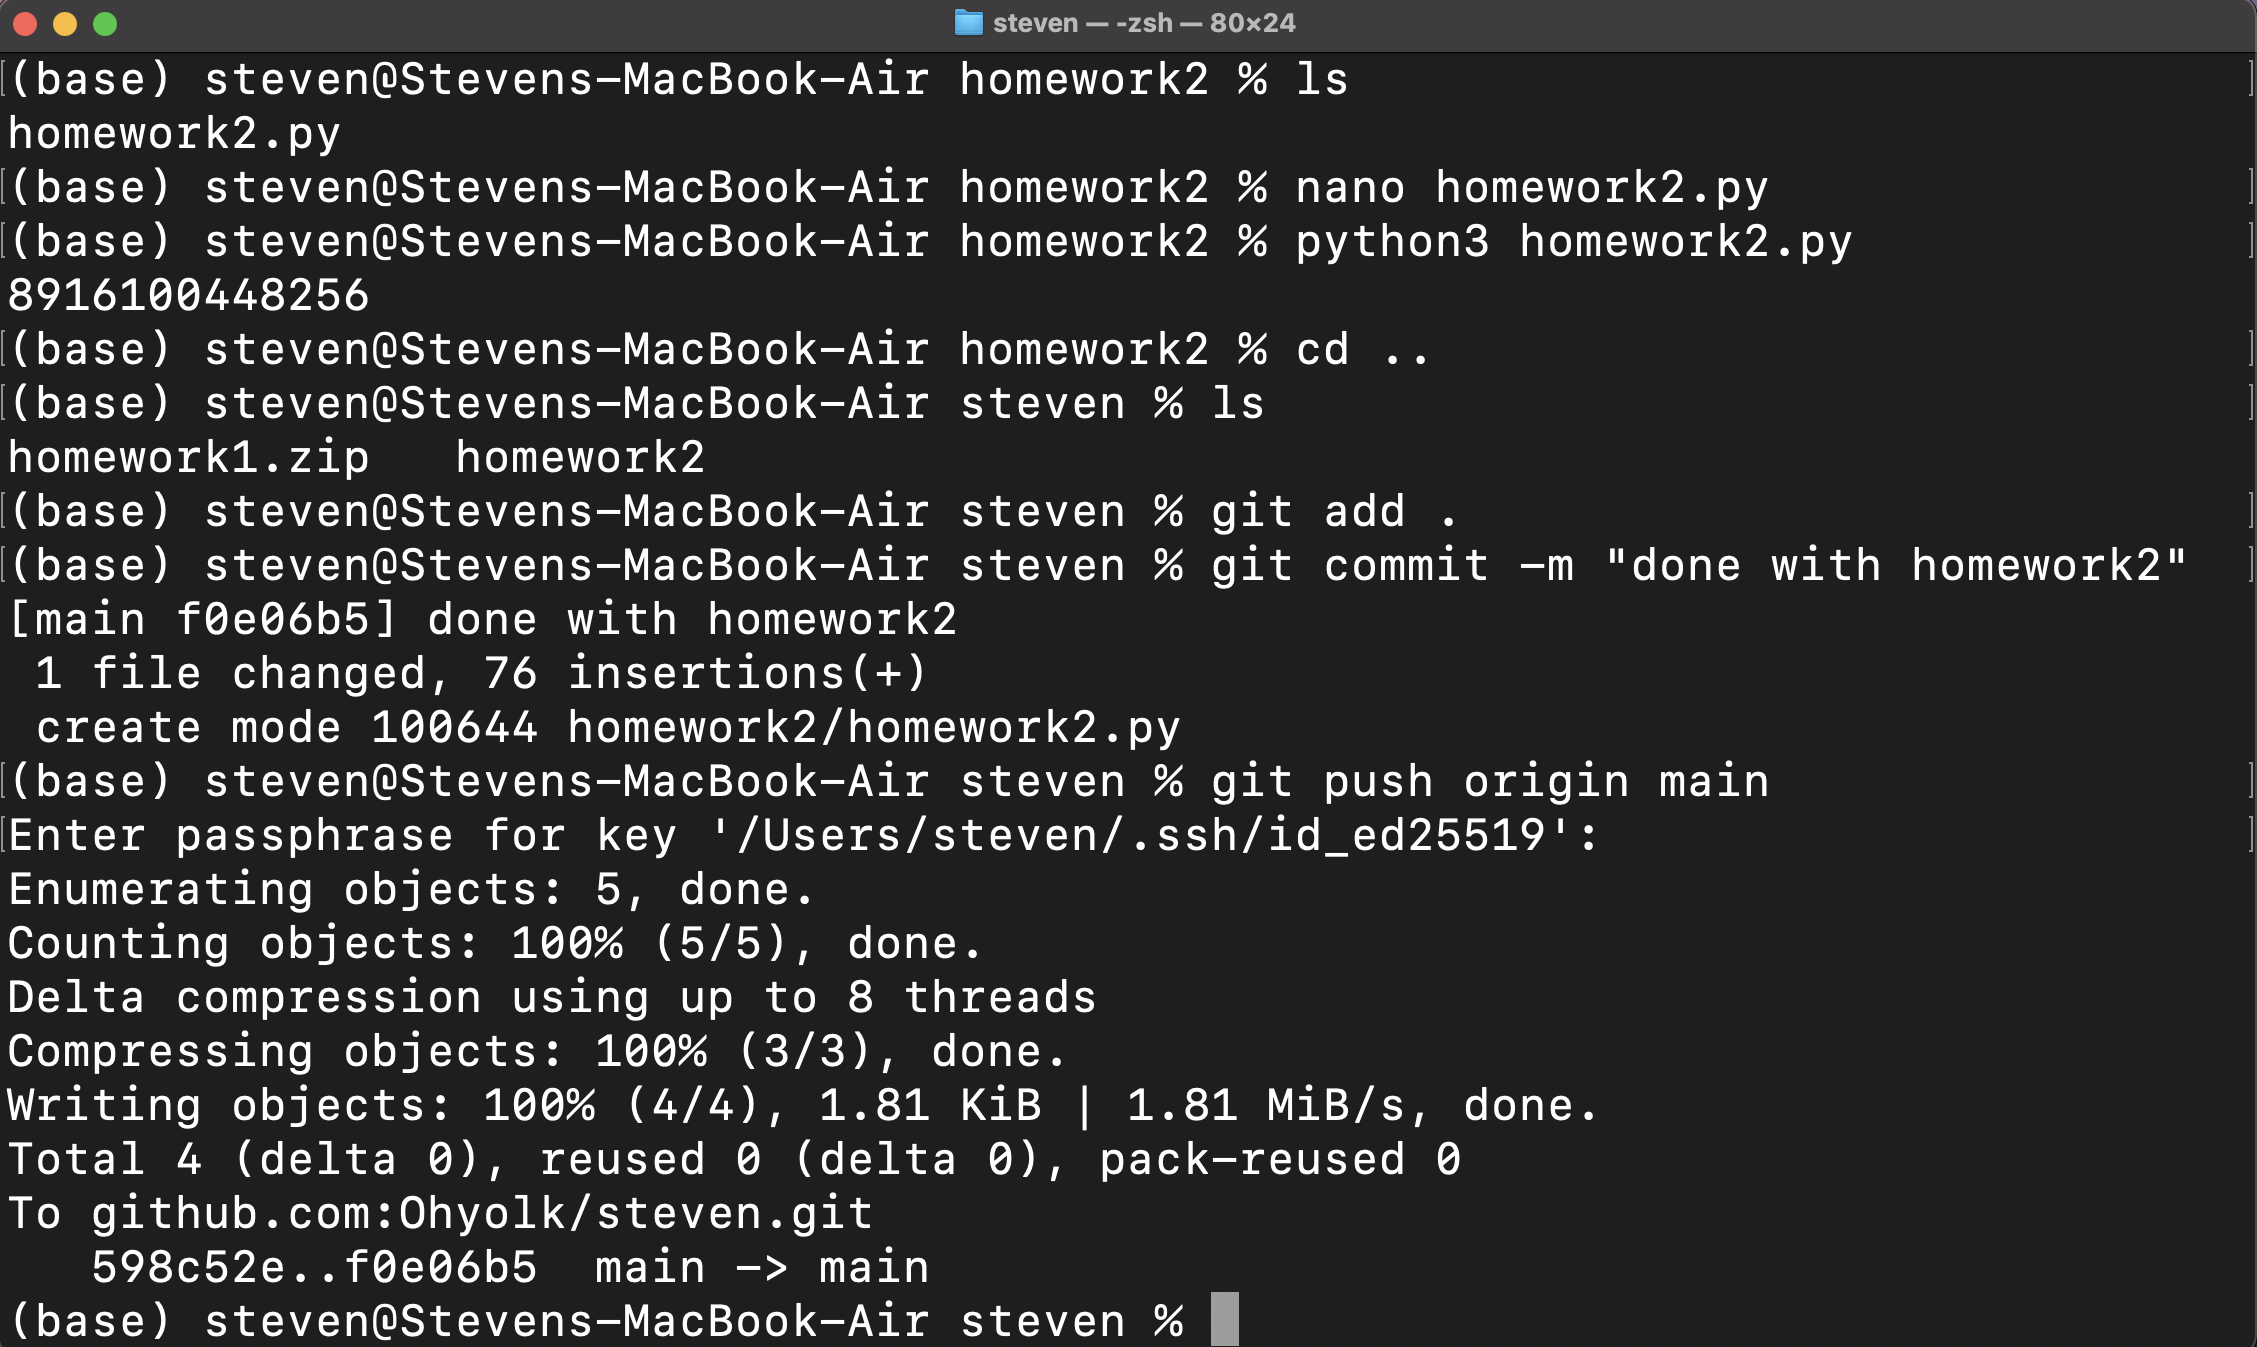 steven — -zsh — 80×24
(base) steven@Stevens-MacBook-Air homework2 % ls
homework2.py
(base) steven@Stevens-MacBook-Air homework2 % nano homework2.py
(base) steven@Stevens-MacBook-Air homework2 % python3 homework2.py
8916100448256
(base) steven@Stevens-MacBook-Air homework2 % cd ..
(base) steven@Stevens-MacBook-Air steven % ls
homework1.zip   homework2
(base) steven@Stevens-MacBook-Air steven % git add .
(base) steven@Stevens-MacBook-Air steven % git commit -m "done with homework2"
[main f0e06b5] done with homework2
 1 file changed, 76 insertions(+)
 create mode 100644 homework2/homework2.py
(base) steven@Stevens-MacBook-Air steven % git push origin main
Enter passphrase for key '/Users/steven/.ssh/id_ed25519':
Enumerating objects: 5, done.
Counting objects: 100% (5/5), done.
Delta compression using up to 8 threads
Compressing objects: 100% (3/3), done.
Writing objects: 100% (4/4), 1.81 KiB | 1.81 MiB/s, done.
Total 4 (delta 0), reused 0 (delta 0), pack-reused 0
To github.com:Ohyolk/steven.git
   598c52e..f0e06b5  main -> main
(base) steven@Stevens-MacBook-Air steven %